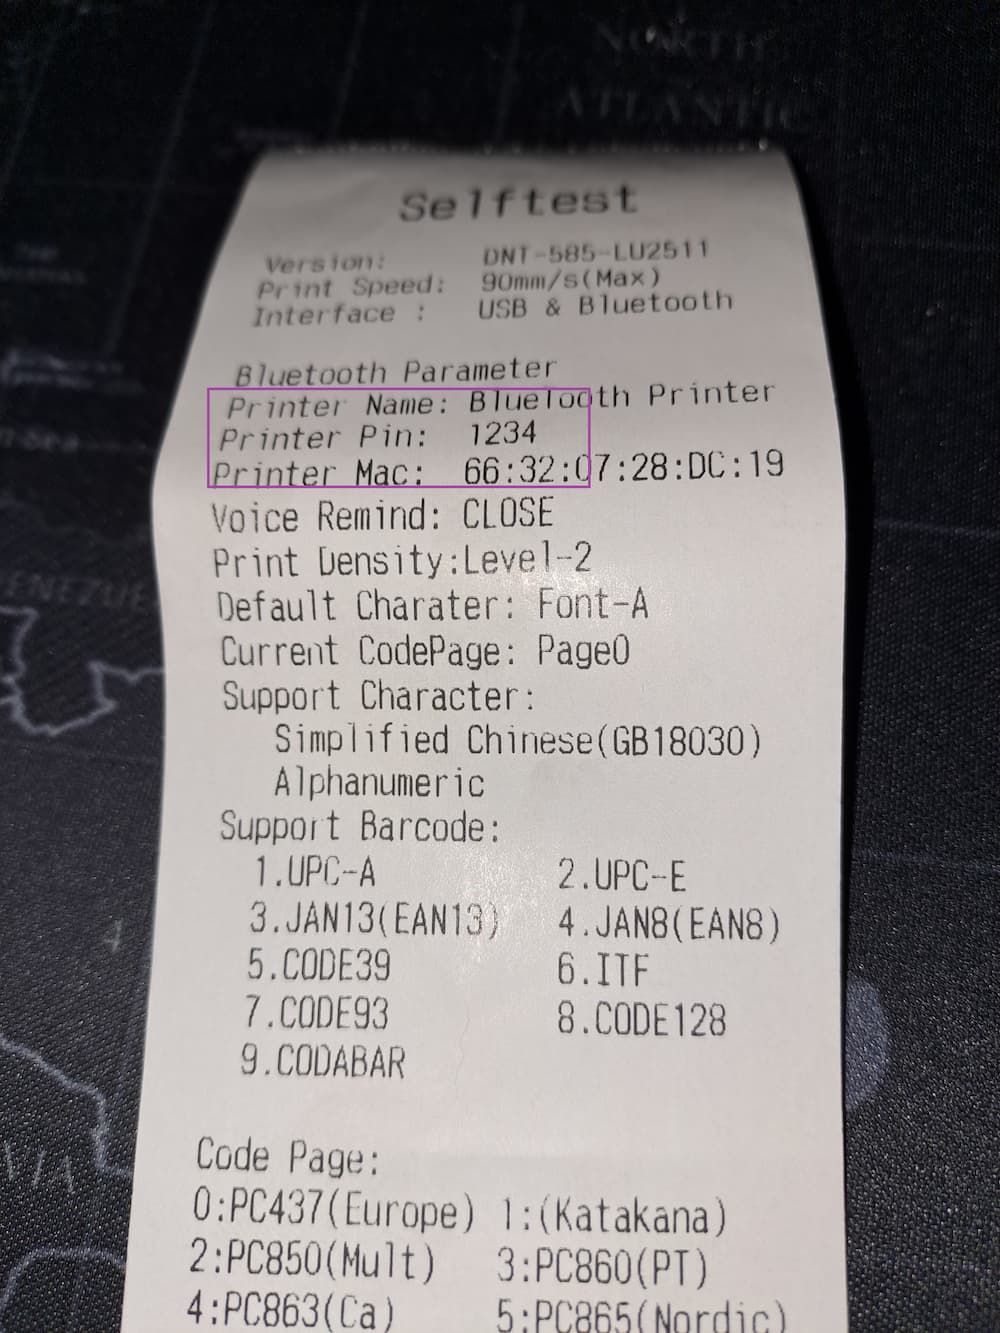 NORTH
ATLANTIC
Selftest
Version: DNT-585-LU2511
Print Speed: 90mm/s(Max)
Interface : USB & Bluetooth
Bluetooth Parameter
Printer Name: BlueTooth Printer
Printer Pin: 1234
Printer Mac: 66:32:07:28:DC:19
Voice Remind: CLOSE
Print Density:Level-2
Default Charater: Font-A
Current CodePage: Page0
Support Character:
Simplified Chinese(GB18030)
Alphanumeric
Support Barcode:
1.UPC-A 2.UPC-E
3.JAN13(EAN13) 4.JAN8(EAN8)
5.CODE39 6.ITF
7.CODE93 8.CODE128
9.CODABAR
Code Page:
0:PC437(Europe) 1:(Katakana)
2:PC850(Mult) 3:PC860(PT)
4:PC863(Ca) 5:PC865(Nordic)